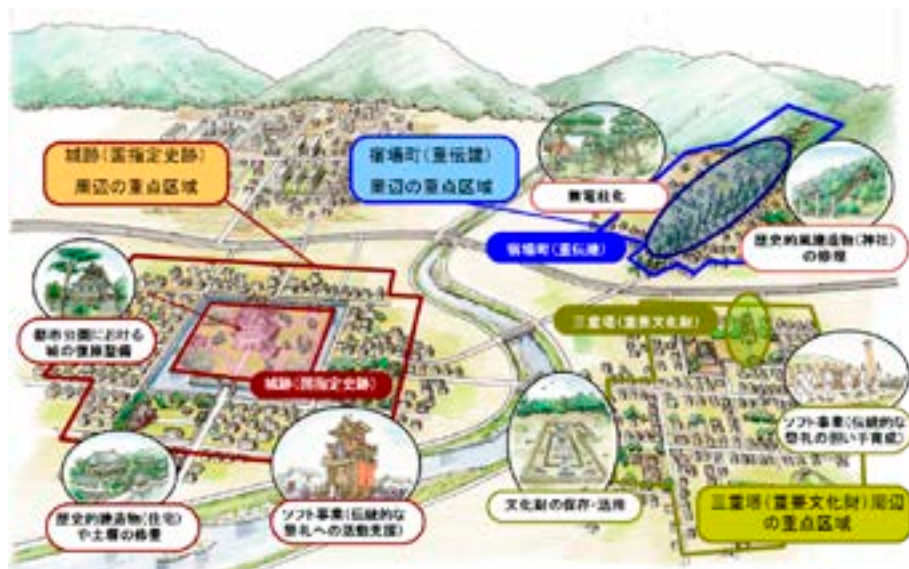 城跡(国指定史跡)
周辺の重点区域
宿場町(重伝建)
周辺の重点区域
無電柱化
宿場町(重伝建)
歴史的風建造物(神社)
の修理
三重塔(重要文化財)
都市公園における
城の復原整備
城跡(国指定史跡)
ソフト事業(伝統的な
祭礼の担い手育成)
歴史的建造物(住宅)
や土塀の修景
ソフト事業(伝統的な
祭礼への活動支援)
文化財の保存・活用
三重塔(重要文化財)周辺
の重点区域